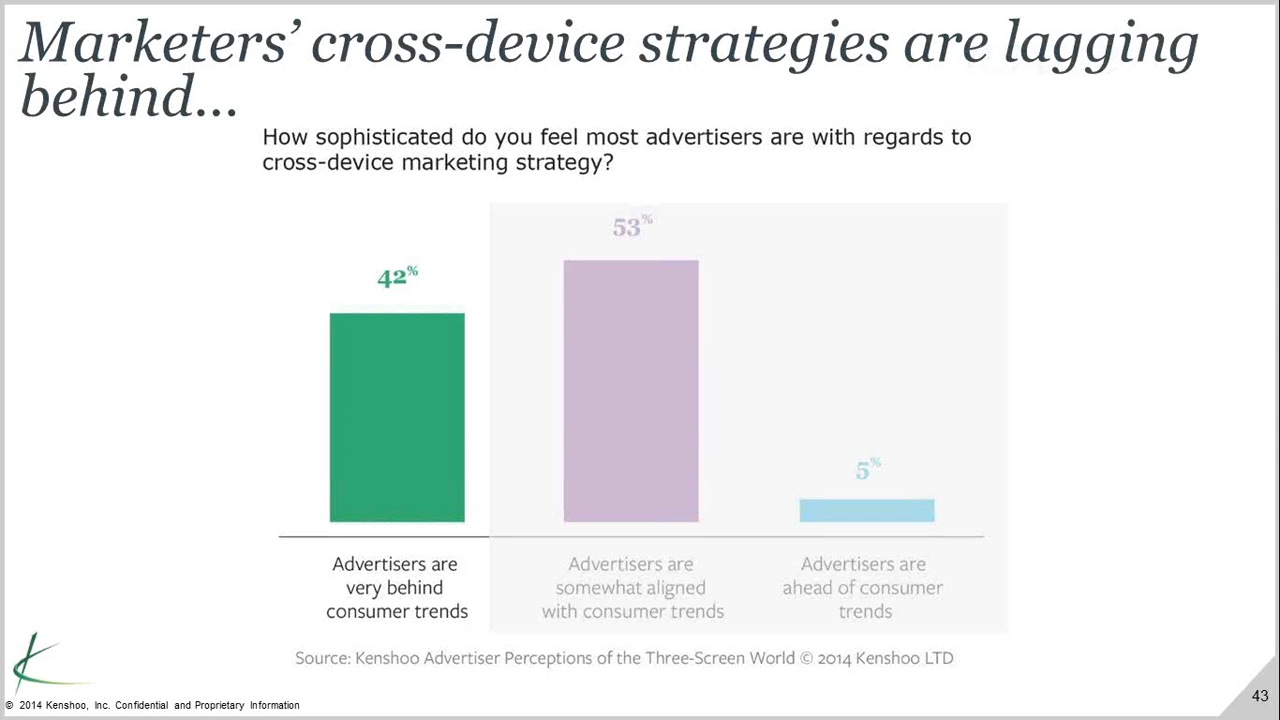 Marketers’ cross-device strategies are lagging
behind...
How sophisticated do you feel most advertisers are with regards to
cross-device marketing strategy?
42%
53%
5%
Advertisers are
very behind
consumer trends
Advertisers are
somewhat aligned
with consumer trends
Advertisers are
ahead of consumer
trends
Source: Kenshoo Advertiser Perceptions of the Three-Screen World © 2014 Kenshoo LTD
© 2014 Kenshoo, Inc. Confidential and Proprietary Information
43